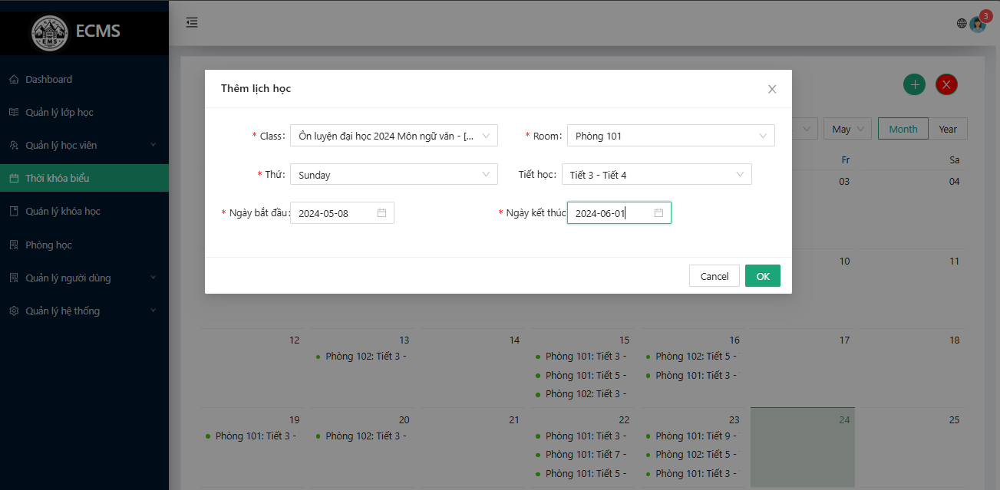 EMS
ECMS
3
Dashboard
Quản lý lớp học
Quản lý học viên
Thời khóa biểu
Quản lý khóa học
Phòng học
Quản lý người dùng
Quản lý hệ thống
Thêm lịch học
* Class: Ôn luyện đại học 2024 Môn ngữ văn - [...
* Room: Phòng 101
* Thứ: Sunday
Tiết học: Tiết 3 - Tiết 4
* Ngày bắt đầu: 2024-05-08
* Ngày kết thúc 2024-06-01
Cancel OK
May Month Year
Fr Sa
03 04
10 11
12 13 14 15 16 17 18
Phòng 102: Tiết 3 - Phòng 101: Tiết 3 - Phòng 102: Tiết 5 -
Phòng 101: Tiết 5 - Phòng 101: Tiết 3 -
Phòng 102: Tiết 3 -
19 20 21 22 23 24 25
Phòng 101: Tiết 3 - Phòng 102: Tiết 3 - Phòng 101: Tiết 3 - Phòng 101: Tiết 9 -
Phòng 101: Tiết 7 - Phòng 102: Tiết 5 -
Phòng 101: Tiết 5 - Phòng 101: Tiết 3 -